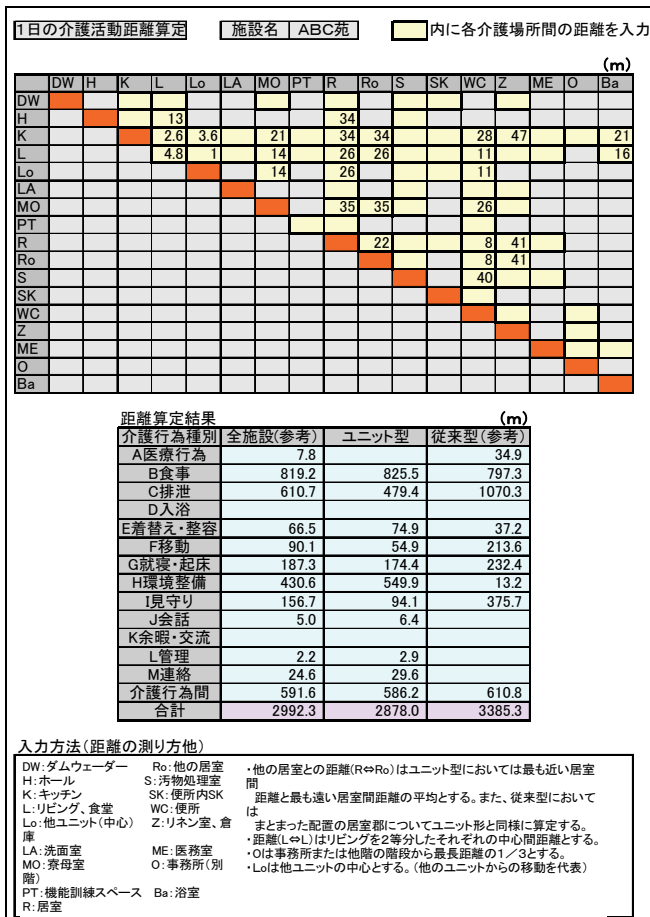 1日の介護活動距離算定 施設名 ABC苑 内に各介護場所間の距離を入力
(m)
DW H K L Lo LA MO PT R Ro S SK WC Z ME O Ba
DW
H 13 34
K 2.6 3.6 21 34 34 28 47 21
L 4.8 1 14 26 26 11 16
Lo 14 26 11
LA
MO 35 35 26
PT
R 22 8 41
Ro 8 41
S 40
SK
WC
Z
ME
O
Ba
距離算定結果 (m)
介護行為種別 全施設(参考) ユニット型 従来型(参考)
A医療行為 7.8 34.9
B食事 819.2 825.5 797.3
C排泄 610.7 479.4 1070.3
D入浴
E着替え・整容 66.5 74.9 37.2
F移動 90.1 54.9 213.6
G就寝・起床 187.3 174.4 232.4
H環境整備 430.6 549.9 13.2
I見守り 156.7 94.1 375.7
J会話 5.0 6.4
K余暇・交流
L管理 2.2 2.9
M連絡 24.6 29.6
介護行為間 591.6 586.2 610.8
合計 2992.3 2878.0 3385.3
入力方法(距離の測り方他)
DW:ダムウェーダー Ro:他の居室
H:ホール S:汚物処理室
K:キッチン SK:便所内SK
L:リビング、食堂 WC:便所
Lo:他ユニット(中心) Z:リネン室、倉
庫
LA:洗面室 ME:医務室
MO:寮母室 O:事務所(別
階)
PT:機能訓練スペース Ba:浴室
R:居室
・他の居室との距離(R⇔Ro)はユニット型においては最も近い居室
間
距離と最も遠い居室間距離の平均とする。また、従来型において
は
まとまった配置の居室郡についてユニット形と同様に算定する。
・距離(L⇔L)はリビングを2等分したそれぞれの中心間距離とする。
・Oは事務所または他階の階段から最長距離の1/3とする。
・Loは他ユニットの中心とする。(他のユニットからの移動を代表)